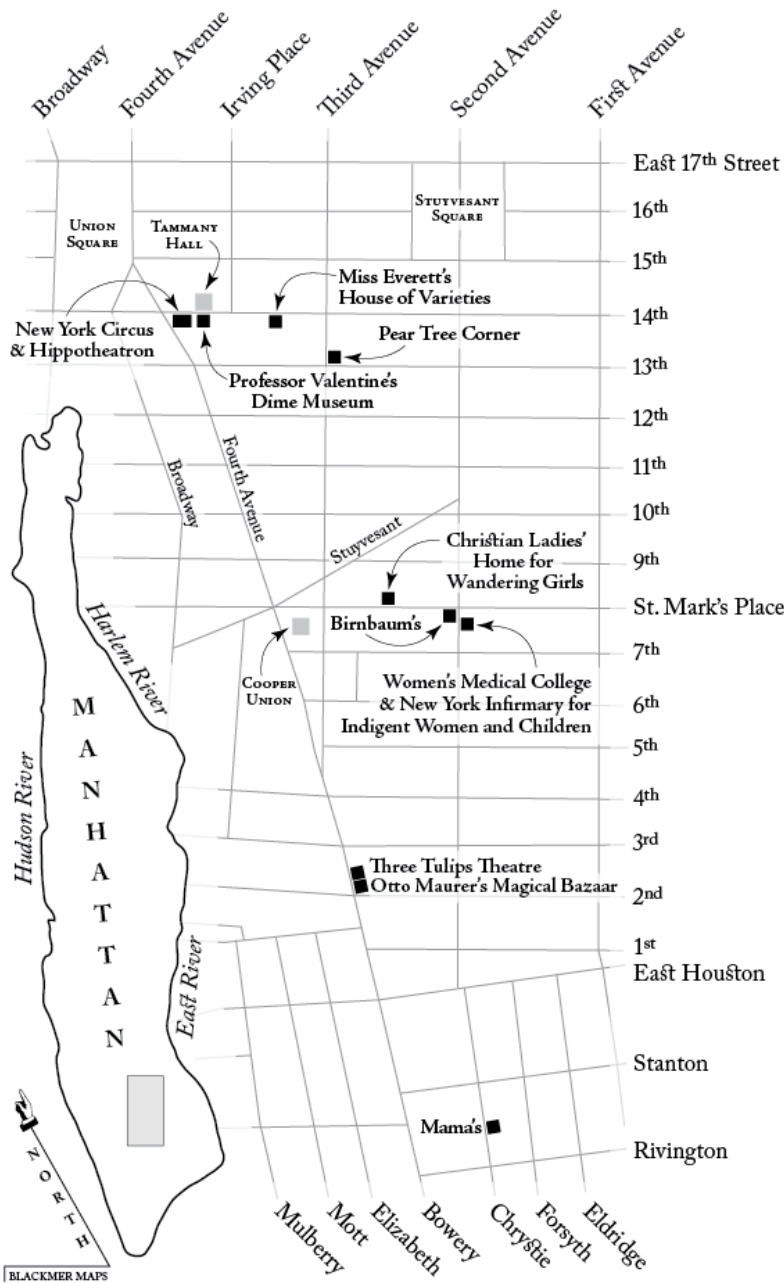 Broadway
Fourth Avenue
Irving Place
Third Avenue
Second Avenue
First Avenue
East 17th Street
16th
15th
14th
13th
12th
11th
10th
9th
St. Mark's Place
7th
6th
5th
4th
3rd
2nd
1st
East Houston
Stanton
Rivington
Union
Square
Tammany
Hall
Stuyvesant
Square
Miss Everett's
House of Varieties
New York Circus
& Hippotheatron
Pear Tree Corner
Professor Valentine's
Dime Museum
Broadway
Fourth Avenue
Stuyvesant
Christian Ladies'
Home for
Wandering Girls
Birnbaum's
Cooper
Union
Women's Medical College
& New York Infirmary for
Indigent Women and Children
Three Tulips Theatre
Otto Maurer's Magical Bazaar
Mama's
Mulberry
Mott
Elizabeth
Bowery
Chrystie
Forsyth
Eldridge
Harlem River
Hudson River
East River
MANHATTAN
NORTH
BLACKMER MAPS